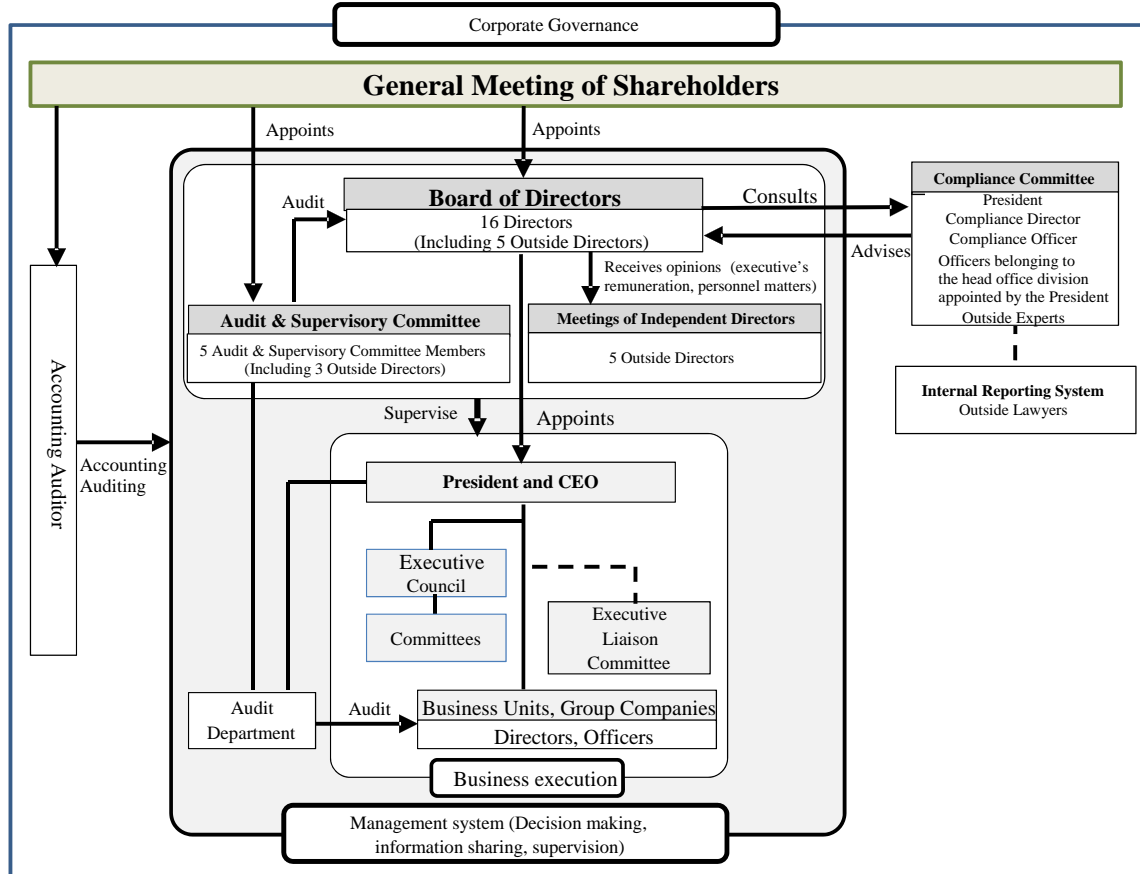 Corporate Governance
General Meeting of Shareholders
Appoints
Appoints
Board of Directors
16 Directors
(Including 5 Outside Directors)
Audit
Consults
Advises
Compliance Committee
President
Compliance Director
Compliance Officer
Officers belonging to
the head office division
appointed by the President
Outside Experts
Receives opinions (executive's
remuneration, personnel matters)
Audit & Supervisory Committee
5 Audit & Supervisory Committee Members
(Including 3 Outside Directors)
Meetings of Independent Directors
5 Outside Directors
Internal Reporting System
Outside Lawyers
Accounting Auditor
Accounting
Auditing
Supervise
Appoints
President and CEO
Executive
Council
Committees
Executive
Liaison
Committee
Audit
Department
Audit
Business Units, Group Companies
Directors, Officers
Business execution
Management system (Decision making,
information sharing, supervision)